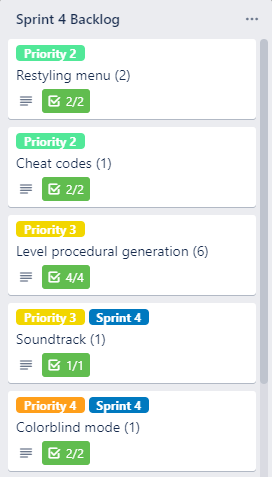 Sprint 4 Backlog
Priority 2
Restyling menu (2)
2/2
Priority 2
Cheat codes (1)
2/2
Priority 3
Level procedural generation (6)
4/4
Priority 3 Sprint 4
Soundtrack (1)
1/1
Priority 4 Sprint 4
Colorblind mode (1)
2/2